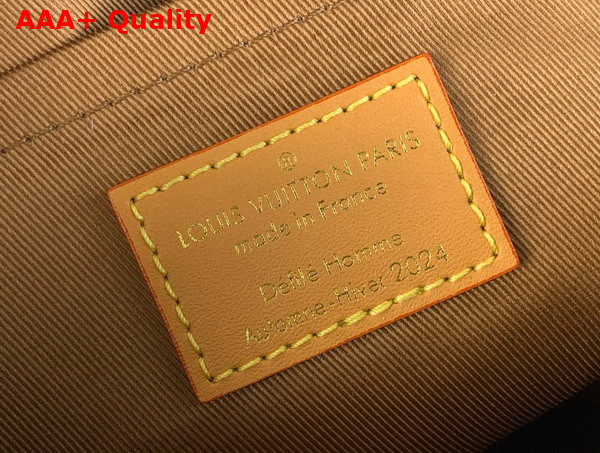 AAA+ Quality
LOUIS VUITTON PARIS
made in France
Défilé Homme
Automne-Hiver 2024